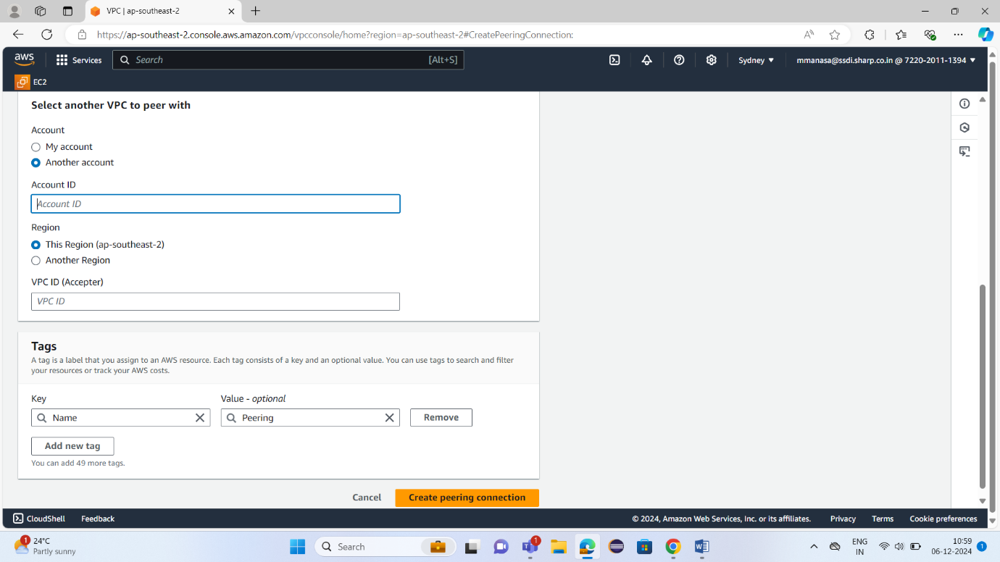 VPC | ap-southeast-2
https://ap-southeast-2.console.aws.amazon.com/vpcconsole/home?region=ap-southeast-2#CreatePeeringConnection:
aws
Services
Search
[Alt+S]
Sydney
mmanasa@ssdi.sharp.co.in @ 7220-2011-1394
EC2
Select another VPC to peer with
Account
My account
Another account
Account ID
Account ID
Region
This Region (ap-southeast-2)
Another Region
VPC ID (Accepter)
VPC ID
Tags
A tag is a label that you assign to an AWS resource. Each tag consists of a key and an optional value. You can use tags to search and filter
your resources or track your AWS costs.
Key
Value - optional
Name
Peering
Remove
Add new tag
You can add 49 more tags.
Cancel
Create peering connection
CloudShell
Feedback
© 2024, Amazon Web Services, Inc. or its affiliates.
Privacy
Terms
Cookie preferences
1
24°C
Partly sunny
Search
1
ENG
IN
10:59
06-12-2024
1